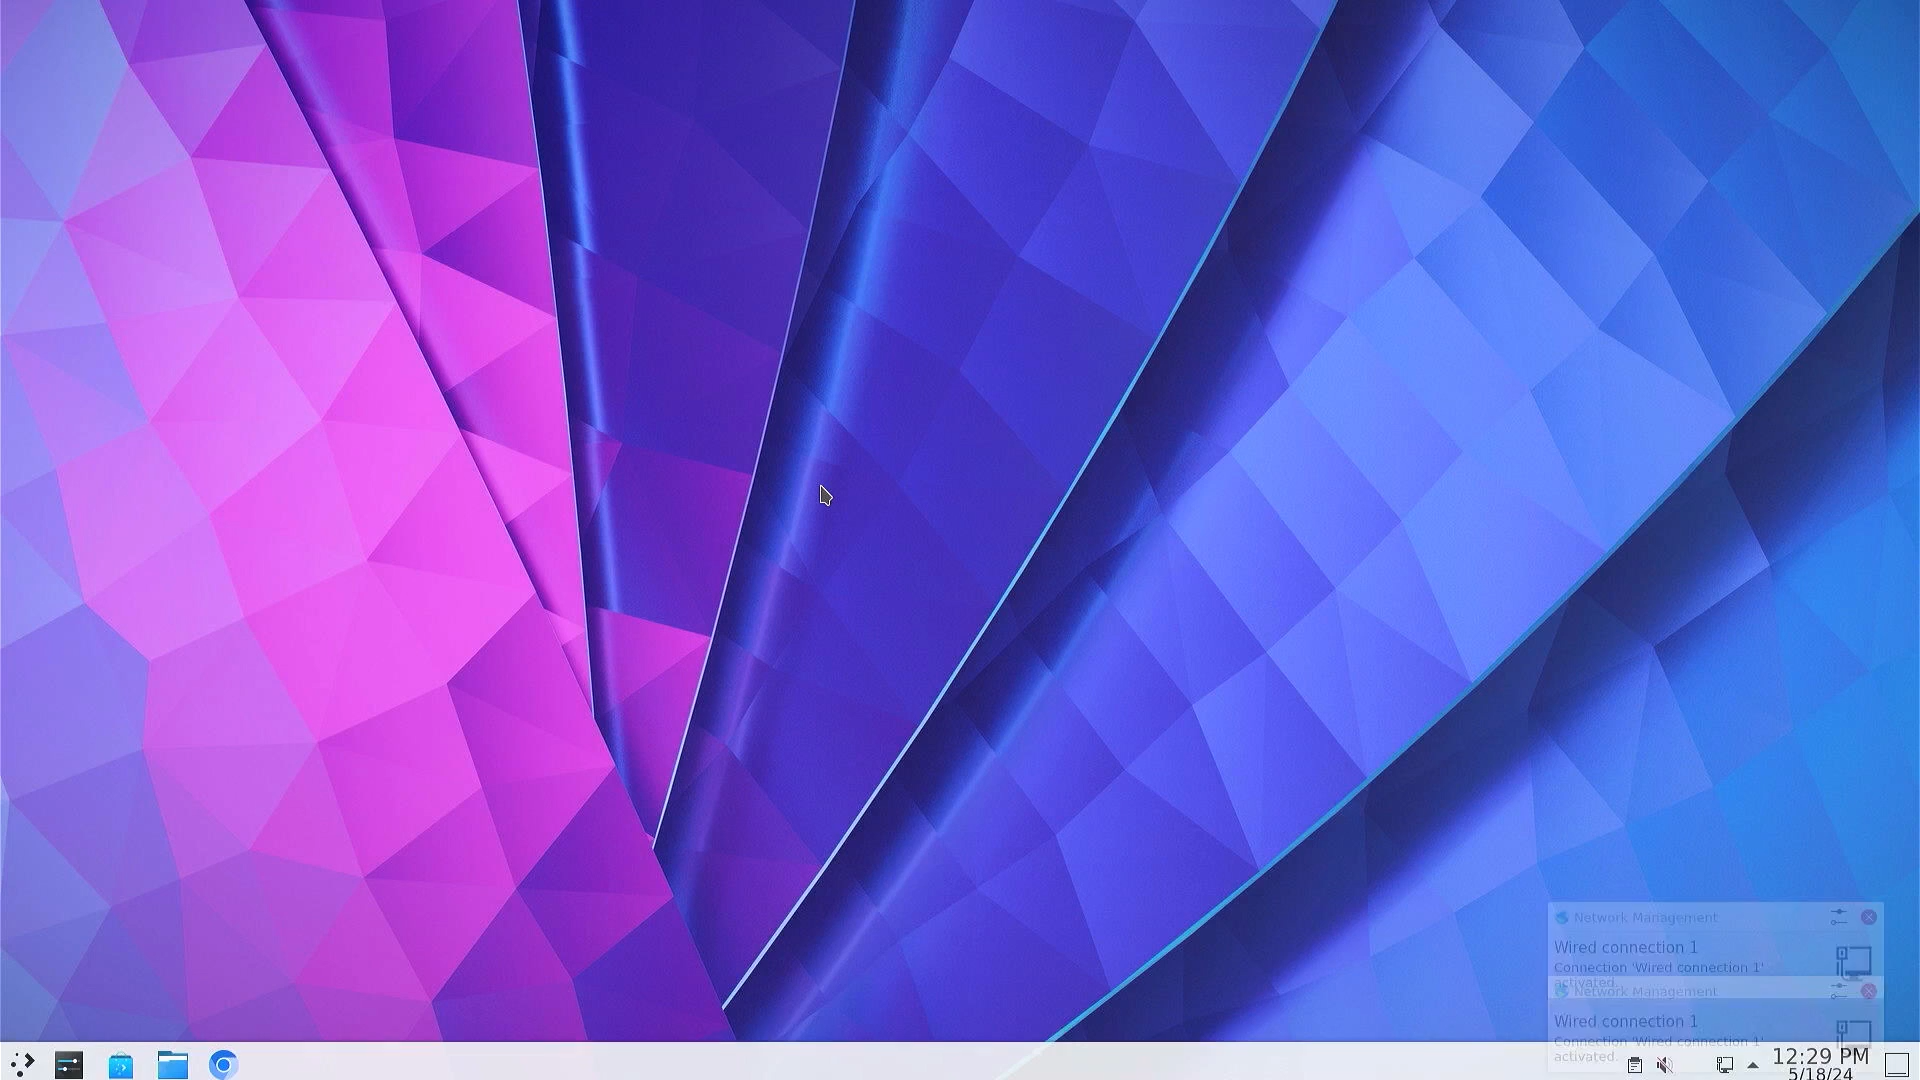 Network Management
Wired connection 1
Connection 'Wired connection 1'
activated.
Network Management
Wired connection 1
Connection 'Wired connection 1'
activated.
12:29 PM
5/18/24